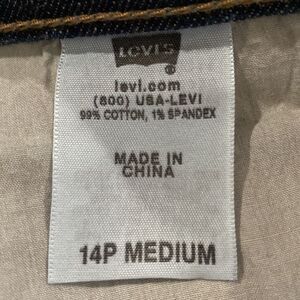 LEVI'S
®
levi.com
(800) USA-LEVI
99% COTTON, 1% SPANDEX
MADE IN
CHINA
14P MEDIUM